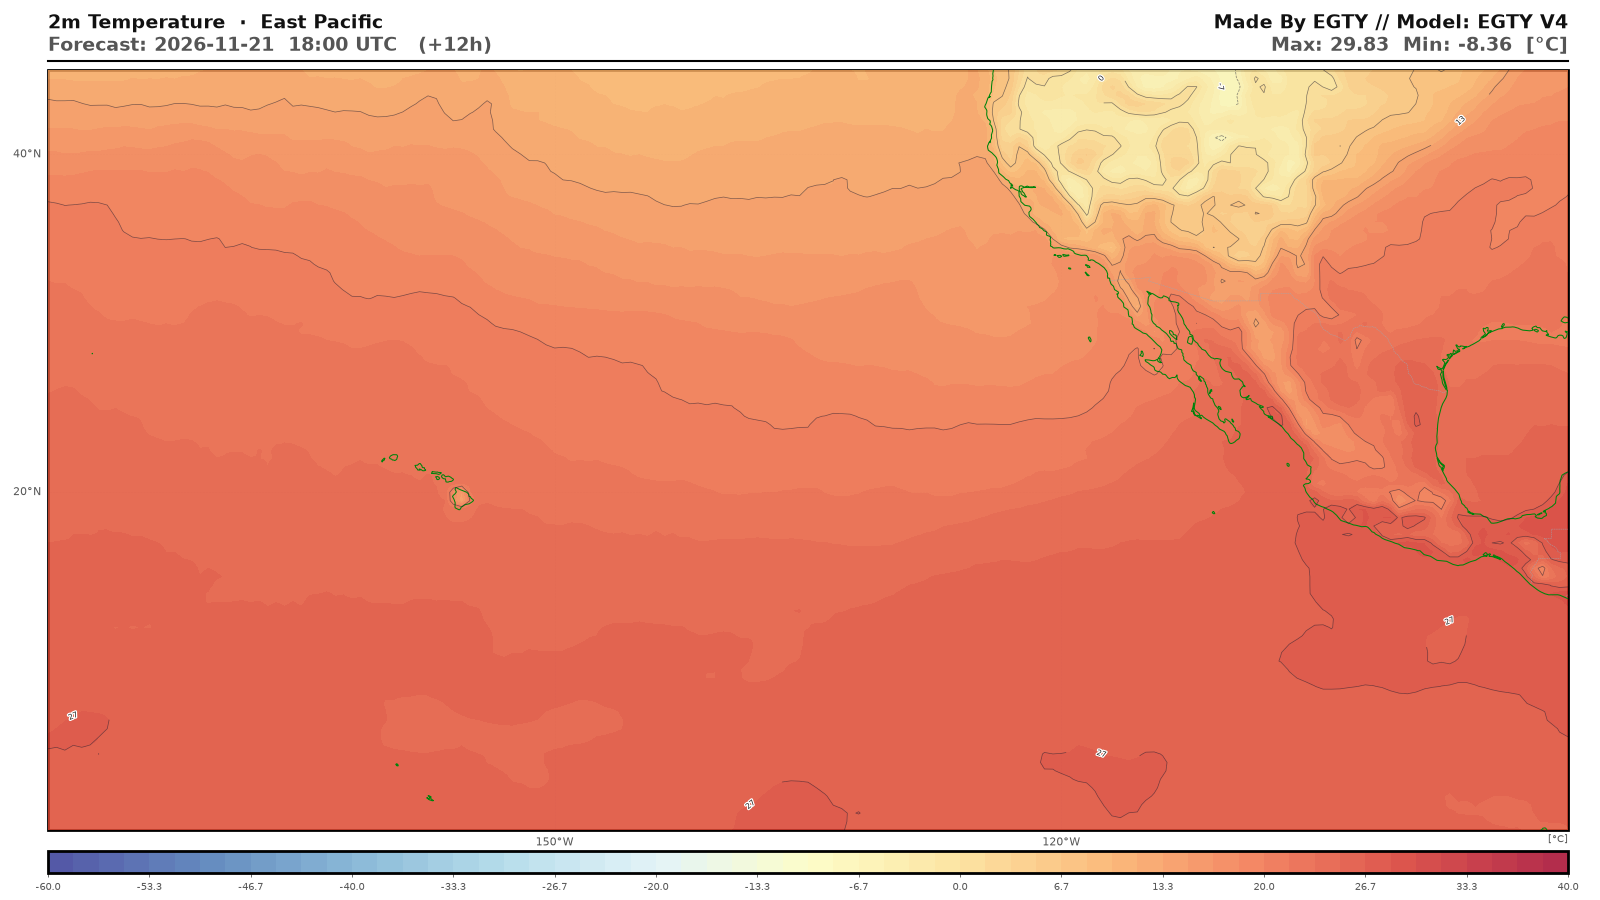 2m Temperature · East Pacific
Made By EGTY // Model: EGTY V4
Forecast: 2026-11-21 18:00 UTC (+12h)
Max: 29.83 Min: -8.36 [°C]
0
-7
13
40°N
20°N
27
27
27
27
150°W
120°W
[°C]
-60.0
-53.3
-46.7
-40.0
-33.3
-26.7
-20.0
-13.3
-6.7
0.0
6.7
13.3
20.0
26.7
33.3
40.0